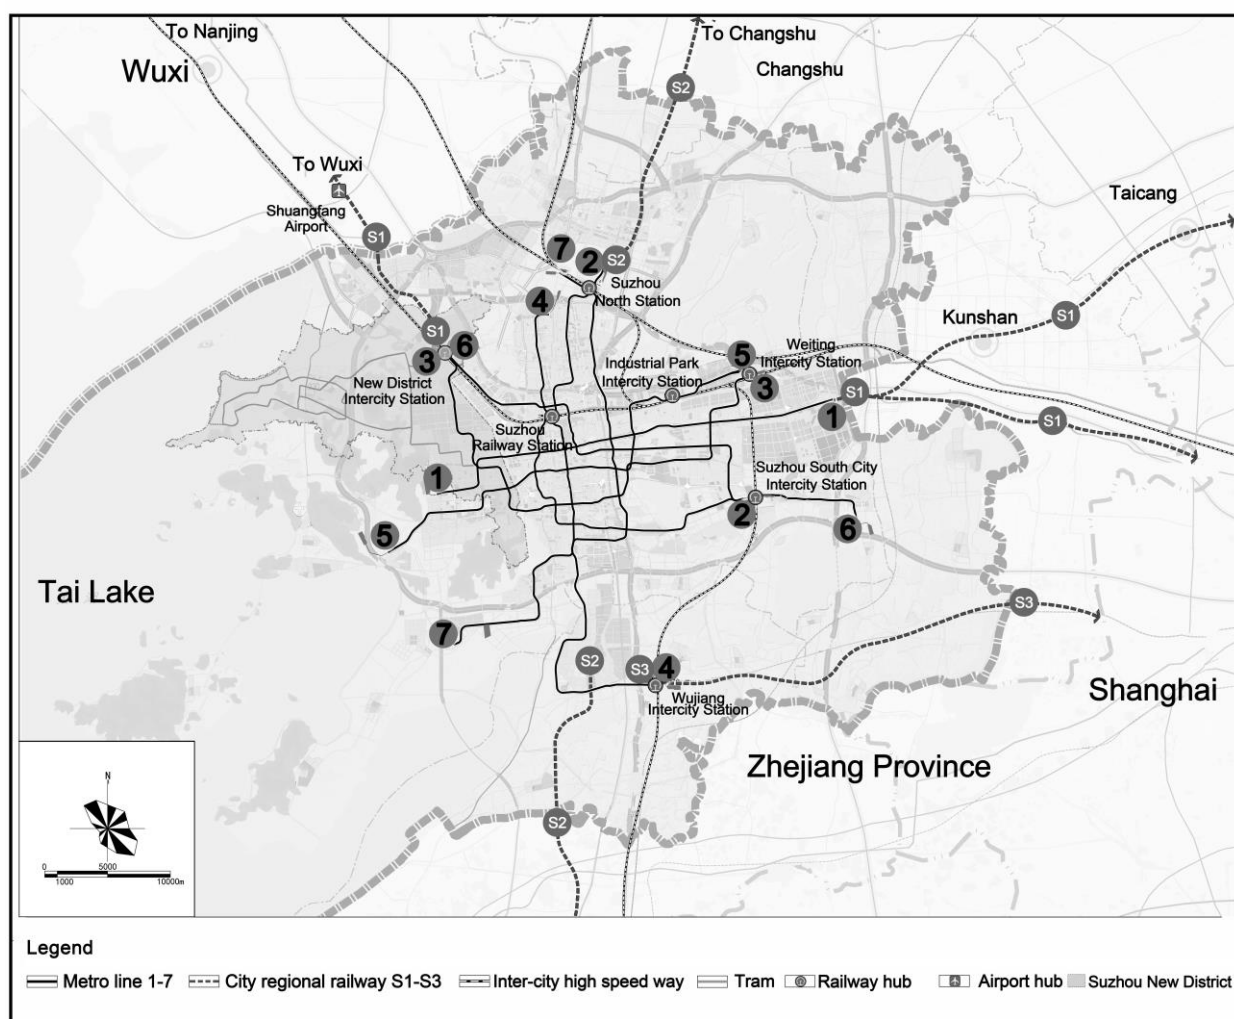 To Nanjing
To Changshu
Wuxi
Changshu
S2
To Wuxi
Taicang
Shuangfang
Airport
S1
7
2
S2
Suzhou
North Station
4
S1
Kunshan
S1
3
6
5
Weiting
Intercity Station
Industrial Park
Intercity Station
New District
Intercity Station
3
S1
1
S1
Suzhou
Railway Station
1
Suzhou South City
Intercity Station
2
6
5
Tai Lake
S3
7
S2
S3
4
Wujiang
Intercity Station
Shanghai
Zhejiang Province
N
S2
0
5000
1000
10000m
Legend
Metro line 1-7
City regional railway S1-S3
Inter-city high speed way
Tram
Railway hub
Airport hub
Suzhou New District